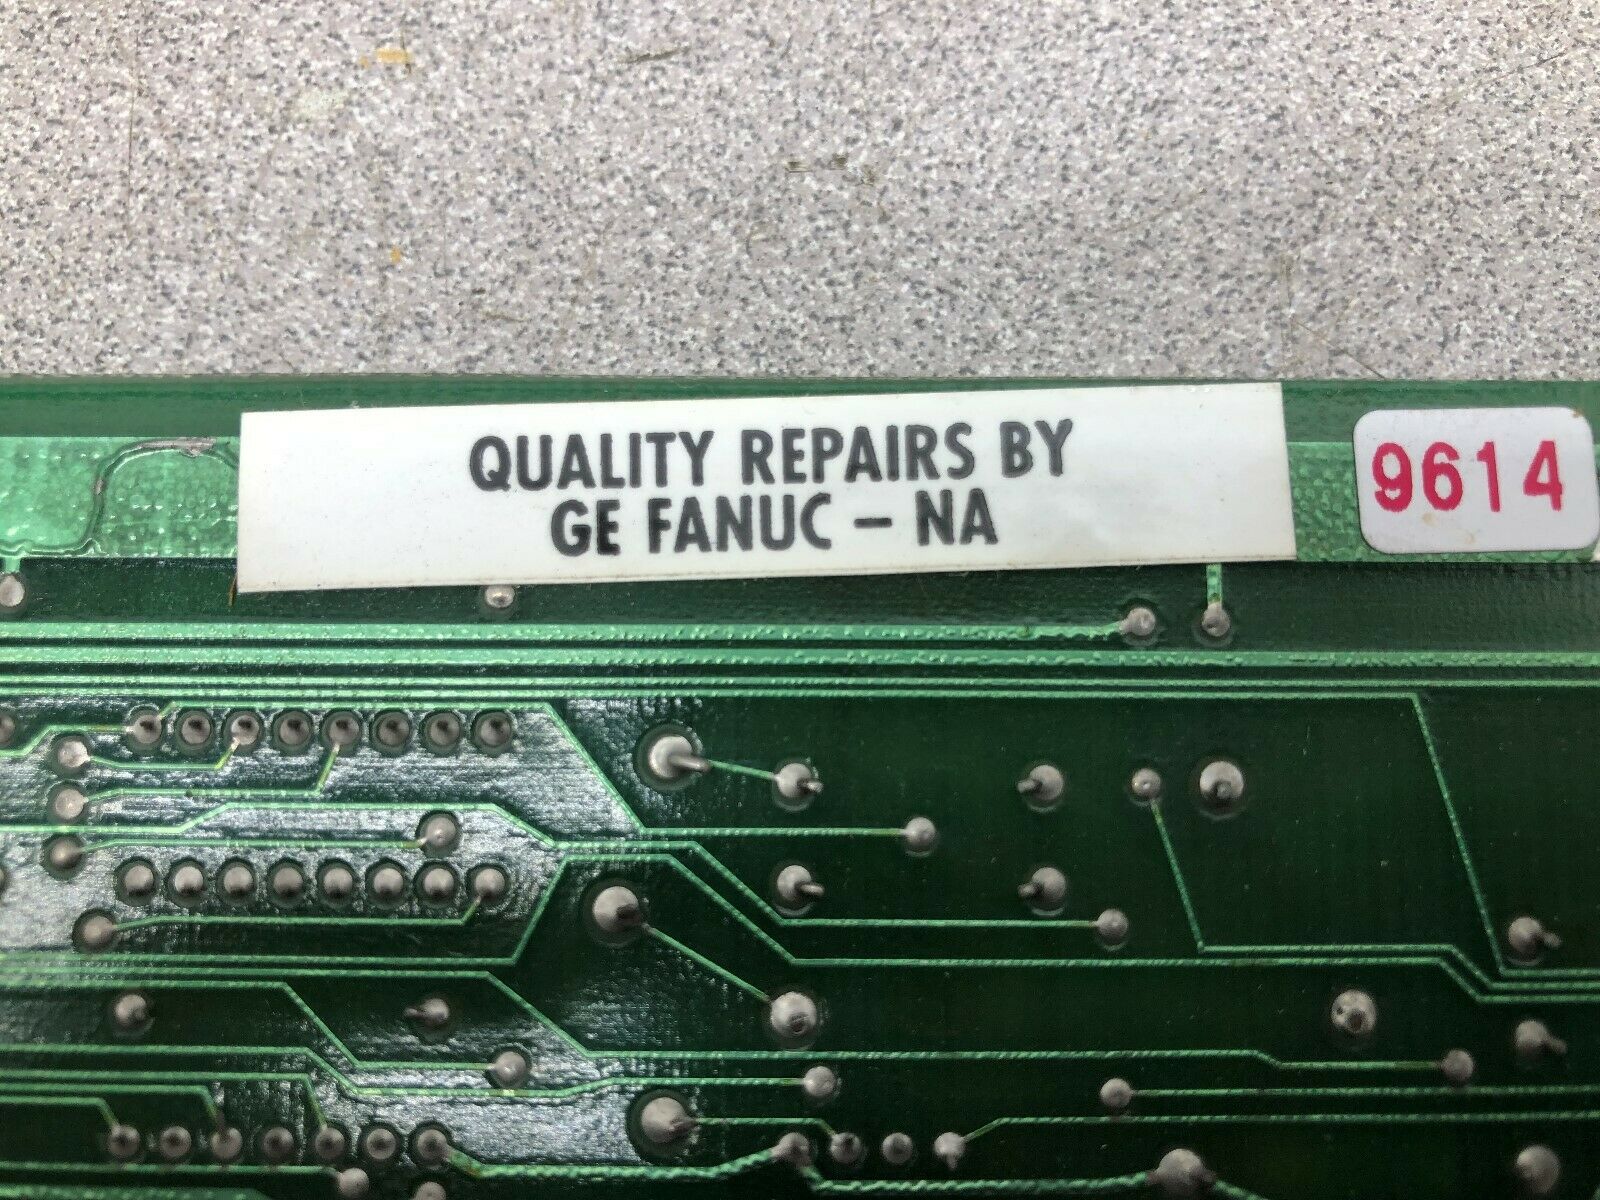 QUALITY REPAIRS BY
GE FANUC – NA
9614